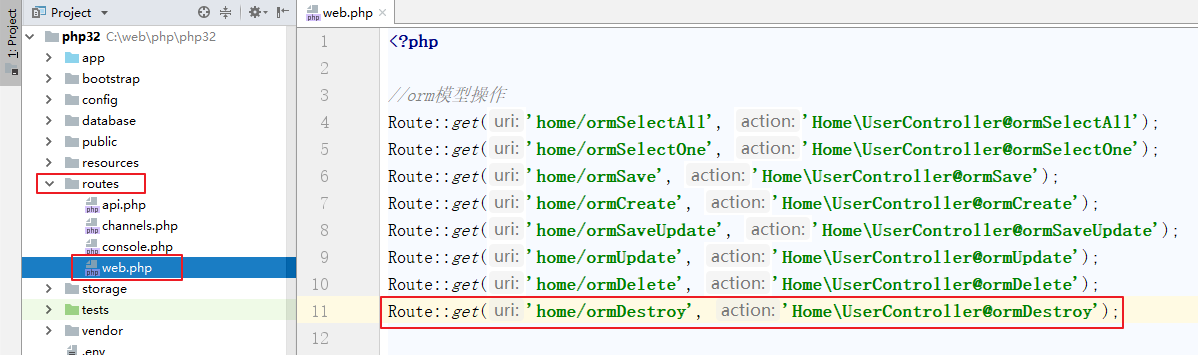 1: Project
Project
php32 C:\web\php\php32
app
bootstrap
config
database
public
resources
routes
api.php
channels.php
console.php
web.php
storage
tests
vendor
.env
web.php
1 <?php
2
3 //orm模型操作
4 Route::get( uri: 'home/ormSelectAll', action: 'Home\UserController@ormSelectAll');
5 Route::get( uri: 'home/ormSelectOne', action: 'Home\UserController@ormSelectOne');
6 Route::get( uri: 'home/ormSave', action: 'Home\UserController@ormSave');
7 Route::get( uri: 'home/ormCreate', action: 'Home\UserController@ormCreate');
8 Route::get( uri: 'home/ormSaveUpdate', action: 'Home\UserController@ormSaveUpdate');
9 Route::get( uri: 'home/ormUpdate', action: 'Home\UserController@ormUpdate');
10 Route::get( uri: 'home/ormDelete', action: 'Home\UserController@ormDelete');
11 Route::get( uri: 'home/ormDestroy', action: 'Home\UserController@ormDestroy');
12